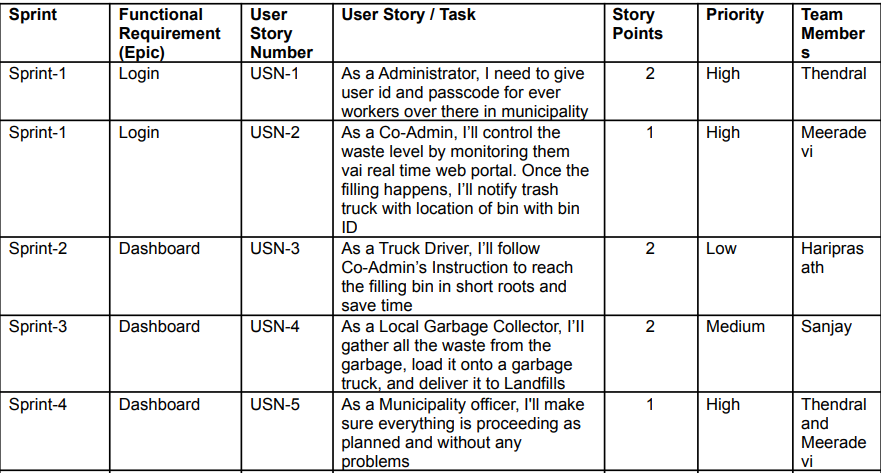 Sprint Functional Requirement (Epic) User Story Number User Story / Task Story Points Priority Team Members
Sprint-1 Login USN-1 As a Administrator, I need to give 2 High Thendral
user id and passcode for ever
workers over there in municipality
Sprint-1 Login USN-2 As a Co-Admin, I’ll control the 1 High Meerade
waste level by monitoring them vi
vai real time web portal. Once the
filling happens, I’ll notify trash
truck with location of bin with bin
ID
Sprint-2 Dashboard USN-3 As a Truck Driver, I’ll follow 2 Low Haripras
Co-Admin’s Instruction to reach ath
the filling bin in short roots and
save time
Sprint-3 Dashboard USN-4 As a Local Garbage Collector, I’ll 2 Medium Sanjay
gather all the waste from the
garbage, load it onto a garbage
truck, and deliver it to Landfills
Sprint-4 Dashboard USN-5 As a Municipality officer, I'll make 1 High Thendral
sure everything is proceeding as and
planned and without any Meerade
problems vi